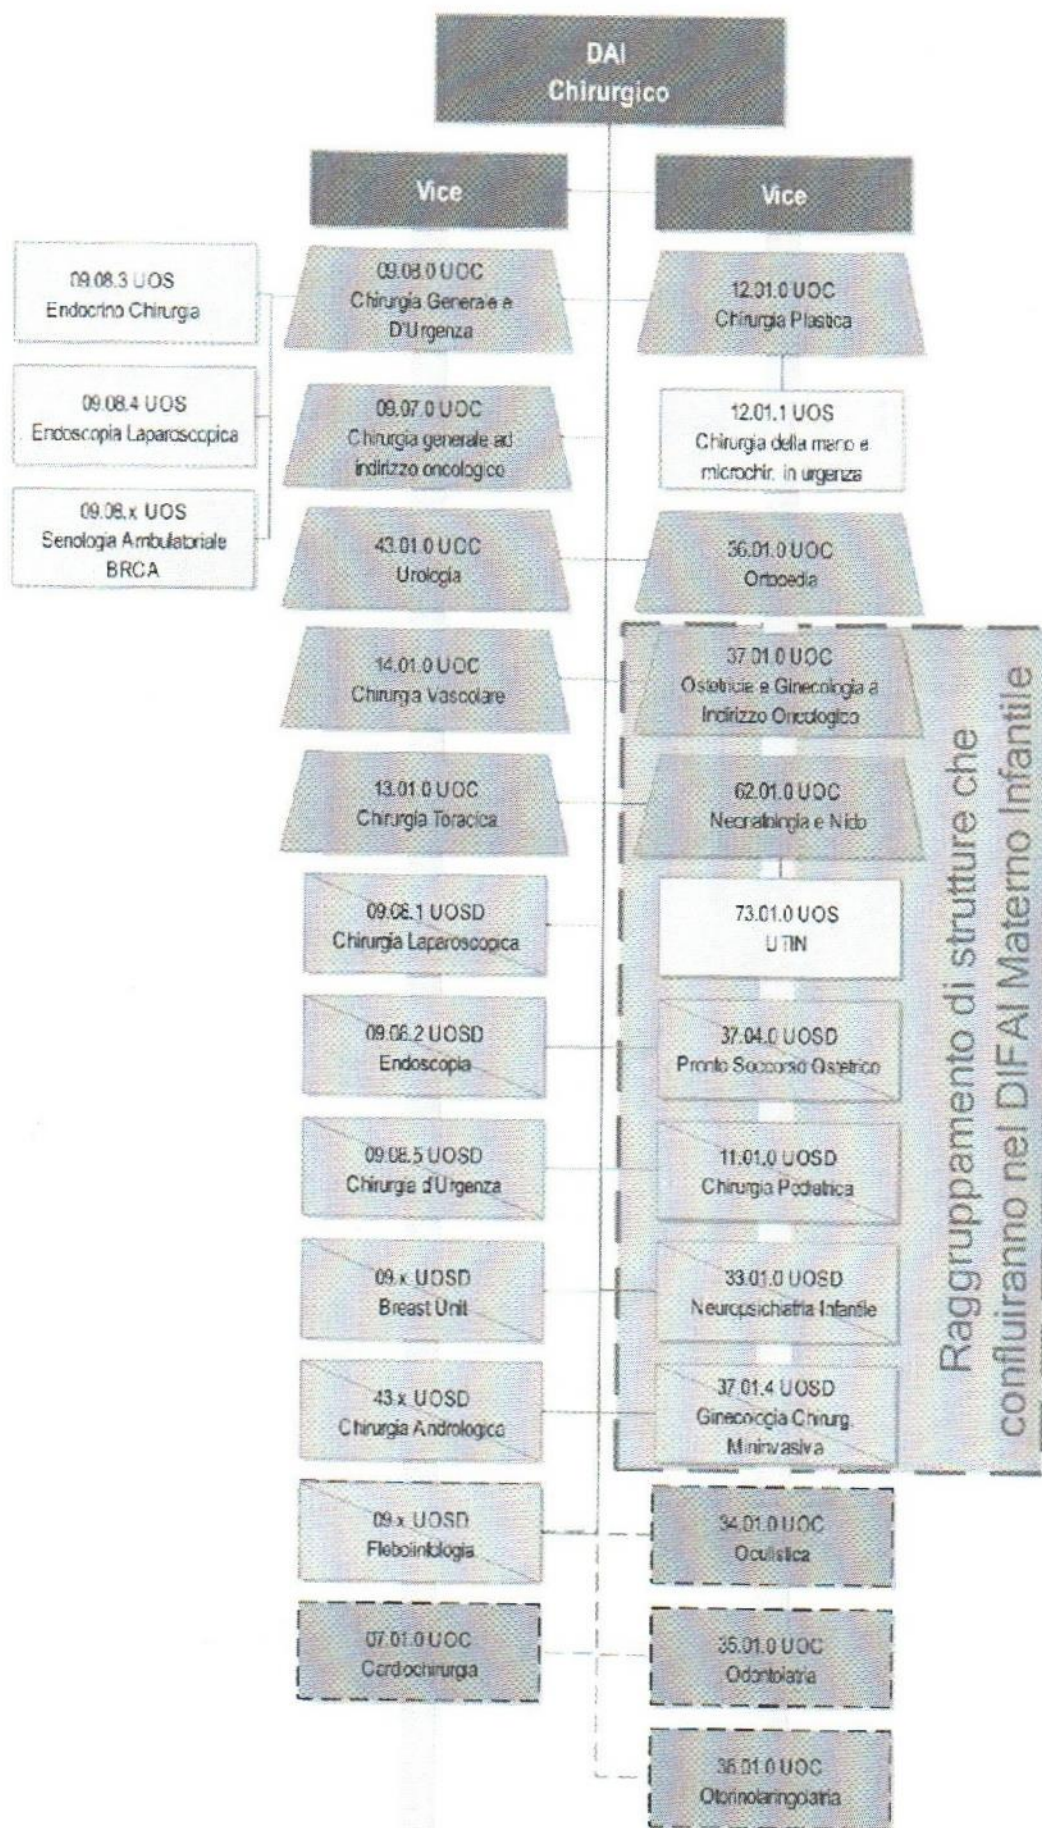 DAI
Chirurgico
Vice
Vice
09.08.3 UOS
Endocrino Chirurgia
09.08.0 UOC
Chirurgia Generale e
D'Urgenza
12.01.0 UOC
Chirurgia Plastica
09.08.4 UOS
Endoscopia Laparoscopica
09.07.0 UOC
Chirurgia generale ad
indirizzo oncologico
12.01.1 UOS
Chirurgia della mano e
microchir. in urgenza
09.08.x UOS
Senologia Ambulatoriale
BRCA
43.01.0 UOC
Urologia
36.01.0 UOC
Ortopedia
14.01.0 UOC
Chirurgia Vascolare
37.01.0 UOC
Ostetricie e Ginecologia a
Indirizzo Oncologico
13.01.0 UOC
Chirurgia Toracica
62.01.0 UOC
Neonatologia e Nido
09.08.1 UOSD
Chirurgia Laparoscopica
73.01.0 UOS
UTIN
09.08.2 UOSD
Endoscopia
37.04.0 UOSD
Pronto Soccorso Ostetrico
09.08.5 UOSD
Chirurgia d'Urgenza
11.01.0 UOSD
Chirurgia Pediatrica
09.x UOSD
Breast Unit
33.01.0 UOSD
Neuropsichiatria Infantile
43.x UOSD
Chirurgia Andrologica
37.01.4 UOSD
Ginecologia Chirurg.
Mininvasiva
Raggruppamento di strutture che
confluiranno nel DIFAI Materno Infantile
09.x UOSD
Flebolinfologia
34.01.0 UOC
Oculistica
07.01.0 UOC
Cardiochirurgia
35.01.0 UOC
Odontoiatria
38.01.0 UOC
Otorinolaringoiatria